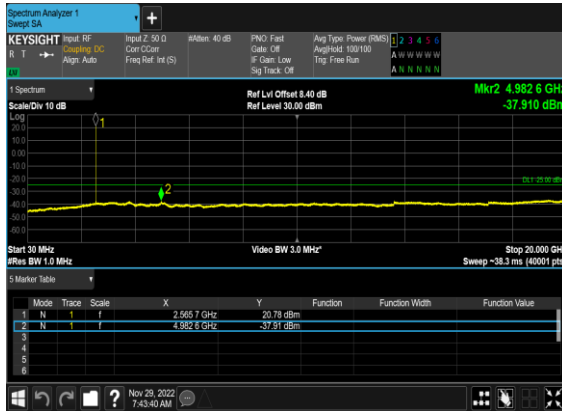 Spectrum Analyzer 1
Swept SA
+
KEYSIGHT Input: RF Input Z: 50 Ω #Atten: 40 dB PNO: Fast Avg Type: Power (RMS) 1 2 3 4 5 6
R T Coupling: DC Corr CCorr Gate: Off Avg|Hold: 100/100 A W W W W W
Align: Auto Freq Ref: Int (S) IF Gain: Low Trig: Free Run
LXI Sig Track: Off A N N N N N
1 Spectrum
Scale/Div 10 dB
Ref Lvl Offset 8.40 dB
Ref Level 30.00 dBm
Mkr2 4.982 6 GHz
-37.910 dBm
Log
1
20.0
10.0
0.00
-10.0
-20.0
DL1 -25.00 dB
-30.0
2
-40.0
-50.0
-60.0
Start 30 MHz Video BW 3.0 MHz* Stop 20.000 GH
#Res BW 1.0 MHz Sweep ~38.3 ms (40001 pts
5 Marker Table
Mode Trace Scale X Y Function Function Width Function Value
1 N 1 f 2.565 7 GHz 20.78 dBm
2 N 1 f 4.982 6 GHz -37.91 dBm
3
4
5
6
? Nov 29, 2022
7:43:40 AM